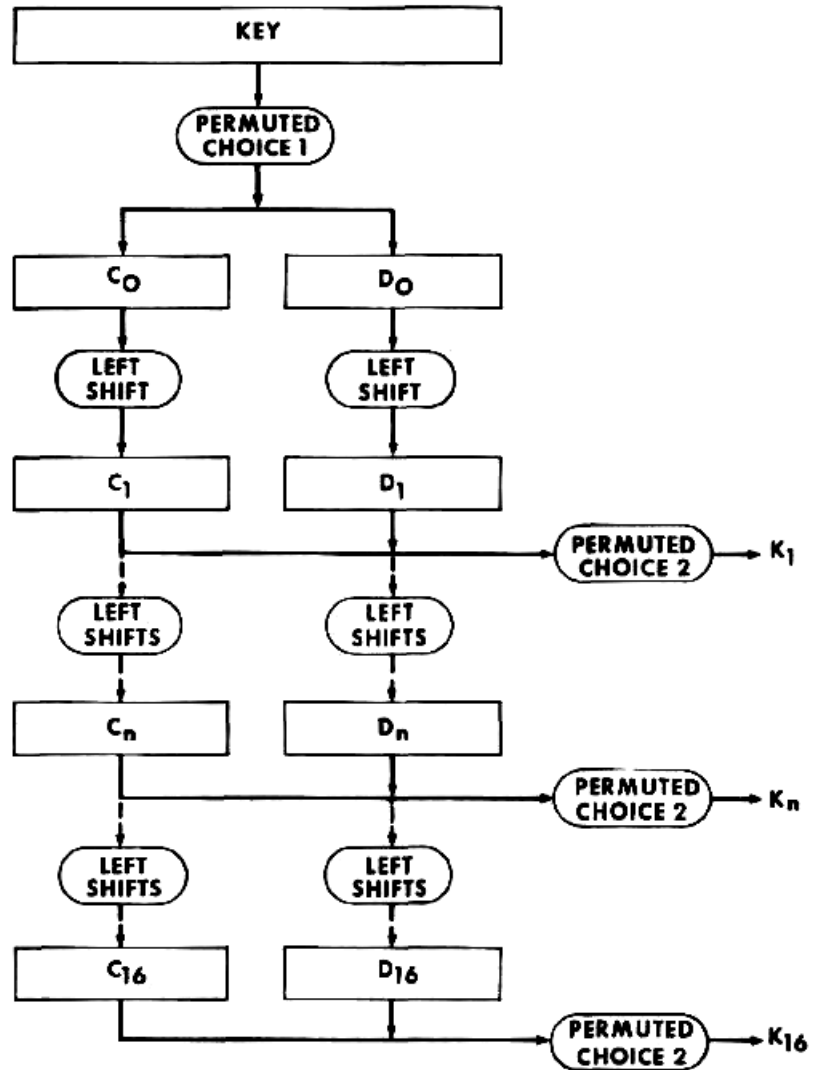 KEY
PERMUTED
CHOICE 1
C0 D0
LEFT
SHIFT
LEFT
SHIFT
C1 D1
PERMUTED
CHOICE 2
K1
LEFT
SHIFTS
LEFT
SHIFTS
Cn Dn
PERMUTED
CHOICE 2
Kn
LEFT
SHIFTS
LEFT
SHIFTS
C16 D16
PERMUTED
CHOICE 2
K16